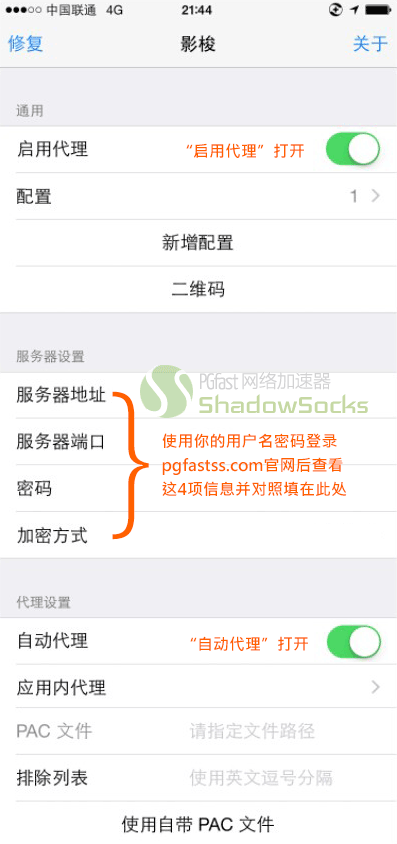 中国联通 4G 21:44
修复 影梭 关于
通用
启用代理 “启用代理”打开
配置 1
新增配置
二维码
服务器设置
PGfast 网络加速器
ShadowSocks
服务器地址
服务器端口 使用你的用户名密码登录
pgfastss.com官网后查看
密码 这4项信息并对照填在此处
加密方式
代理设置
自动代理 “自动代理”打开
应用内代理
PAC 文件 请指定文件路径
排除列表 使用英文逗号分隔
使用自带 PAC 文件